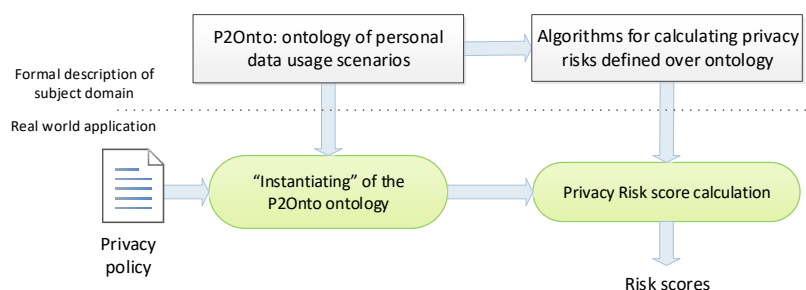 P2Onto: ontology of personal
data usage scenarios
Algorithms for calculating privacy
risks defined over ontology
Formal description of
subject domain
Real world application
“Instantiating” of the
P2Onto ontology
Privacy Risk score calculation
Privacy
policy
Risk scores